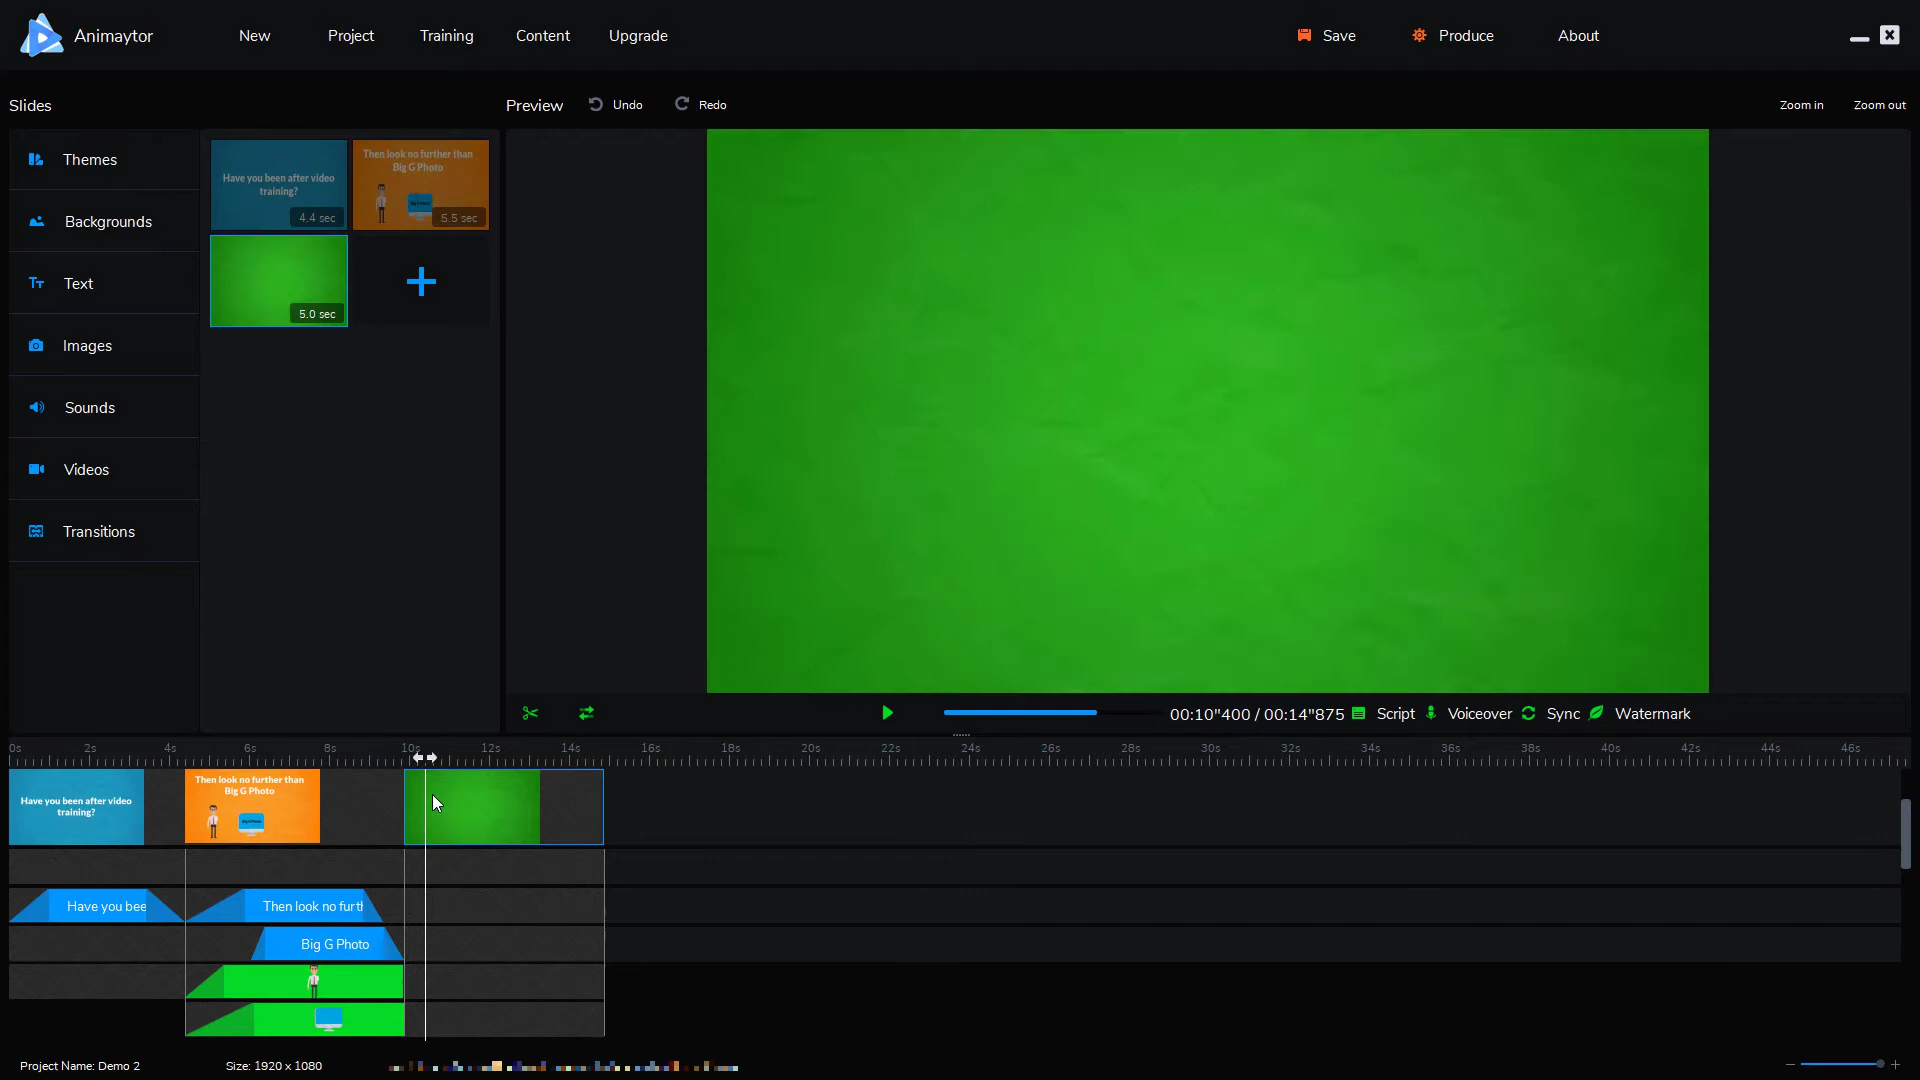 Animaytor
New
Project
Training
Content
Upgrade
Save
Produce
About
Slides
Preview
Undo
Redo
Zoom in
Zoom out
Themes
Backgrounds
Text
Images
Sounds
Videos
Transitions
Have you been after video
training?
4.4 sec
Then look no further than
Big G Photo
5.5 sec
5.0 sec
00:10"400 / 00:14"875
Script
Voiceover
Sync
Watermark
0s 2s 4s 6s 8s 10s 12s 14s 16s 18s 20s 22s 24s 26s 28s 30s 32s 34s 36s 38s 40s 42s 44s 46s
Have you been after video
training?
Then look no further than
Big G Photo
Have you bee
Then look no furt
Big G Photo
Project Name: Demo 2
Size: 1920 x 1080